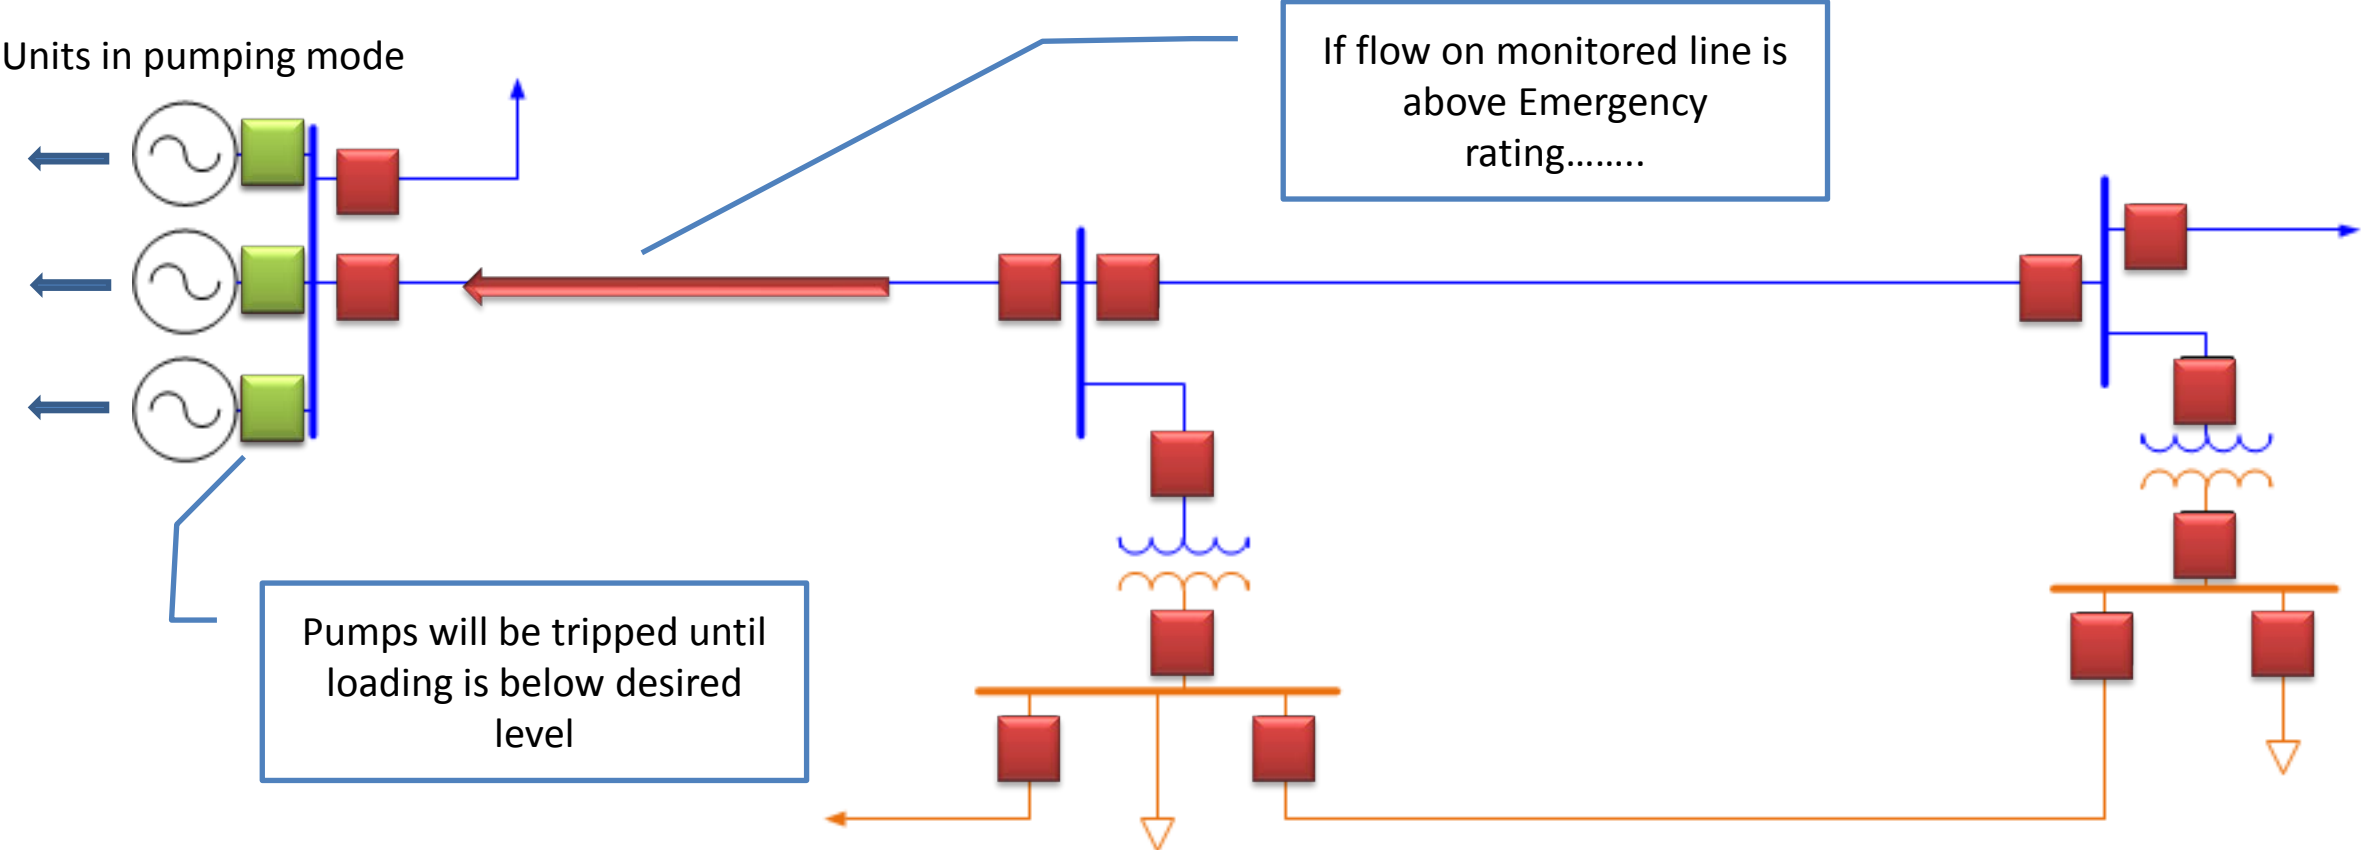 Units in pumping mode
If flow on monitored line is
above Emergency
rating........
Pumps will be tripped until
loading is below desired
level